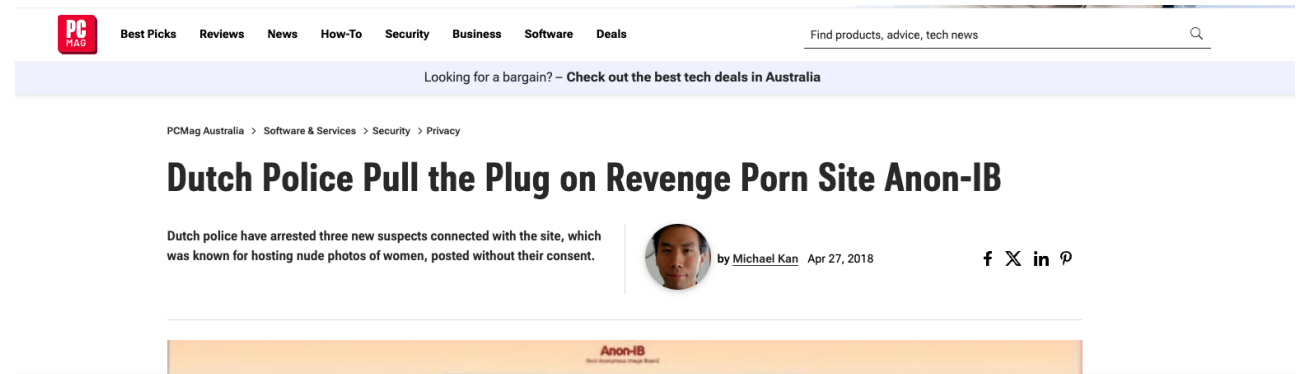 PC
MAG
Best Picks Reviews News How-To Security Business Software Deals
Find products, advice, tech news
Looking for a bargain? – Check out the best tech deals in Australia
PCMag Australia > Software & Services > Security > Privacy
Dutch Police Pull the Plug on Revenge Porn Site Anon-IB
Dutch police have arrested three new suspects connected with the site, which
was known for hosting nude photos of women, posted without their consent.
by Michael Kan Apr 27, 2018
Anon-IB
Best Anonymous Image Board